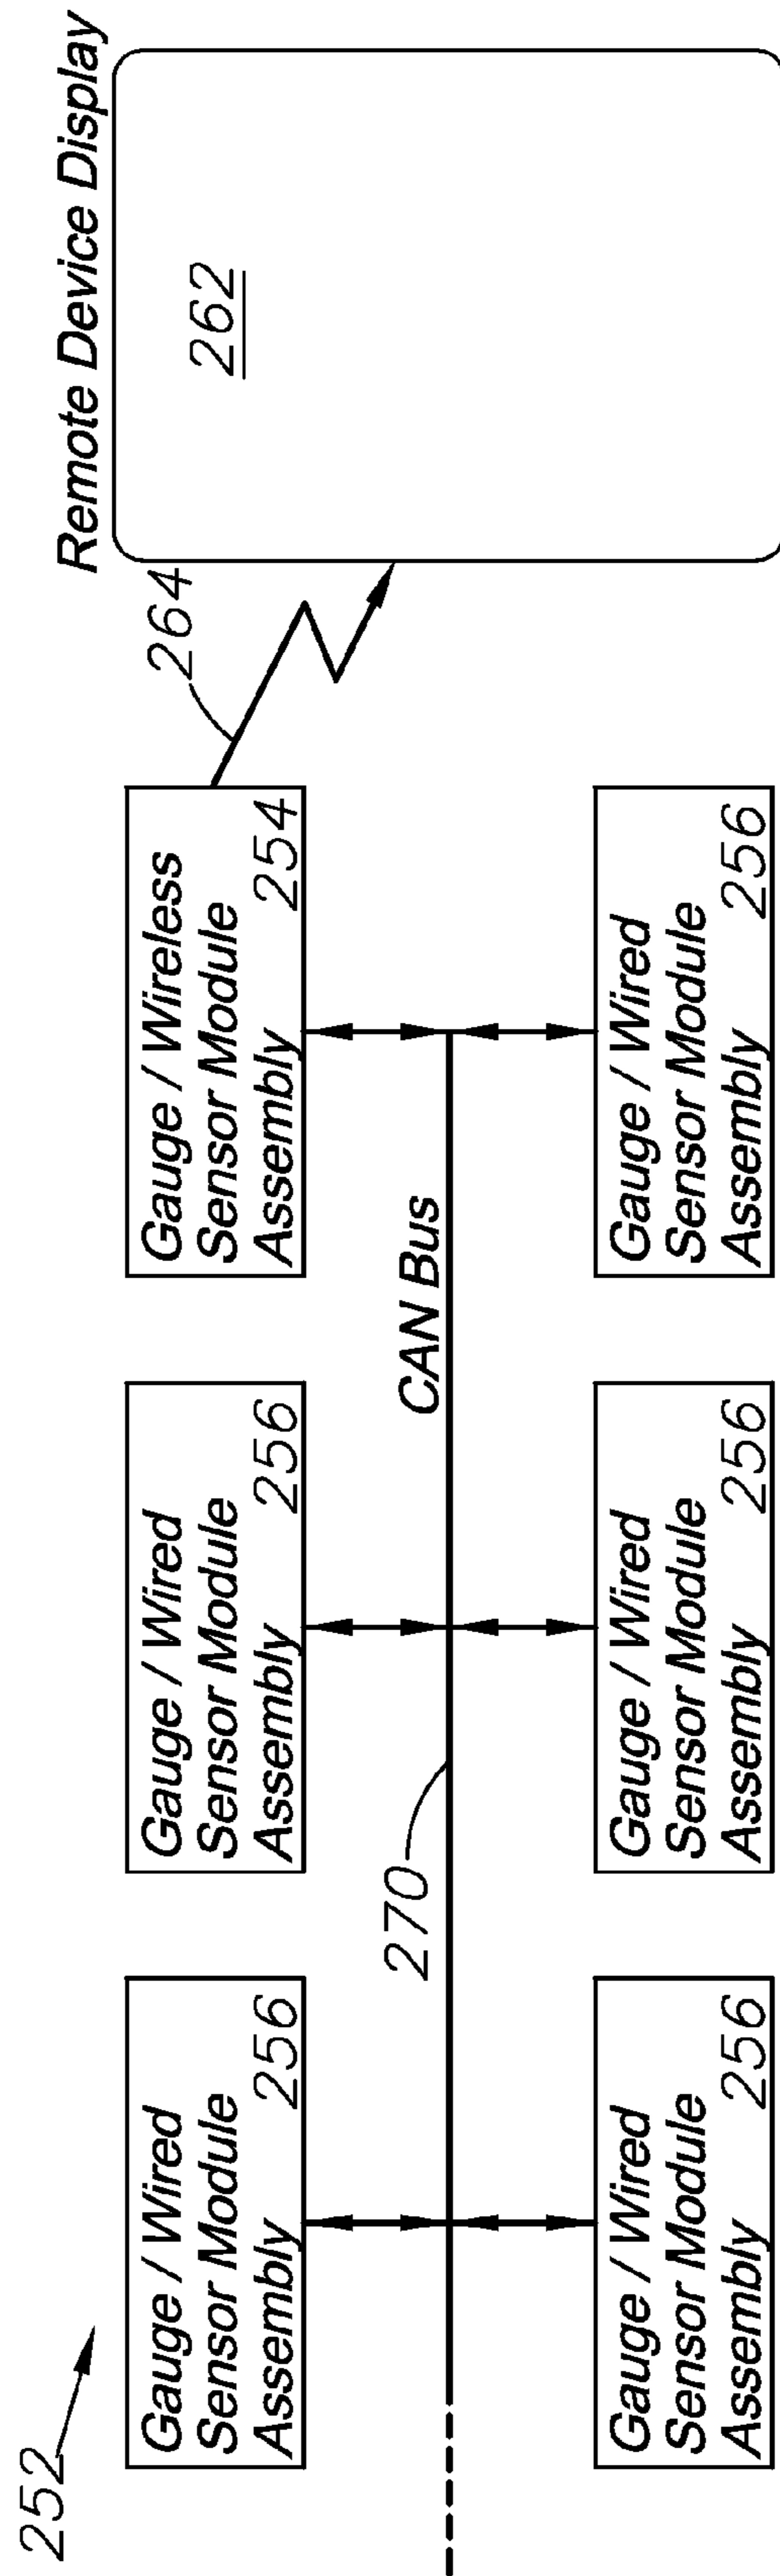 252
Gauge / Wired
Sensor Module
Assembly
256
Gauge / Wired
Sensor Module
Assembly
256
Gauge / Wireless
Sensor Module
Assembly
254
264
Remote Device Display
262
270
CAN Bus
Gauge / Wired
Sensor Module
Assembly
256
Gauge / Wired
Sensor Module
Assembly
256
Gauge / Wired
Sensor Module
Assembly
256